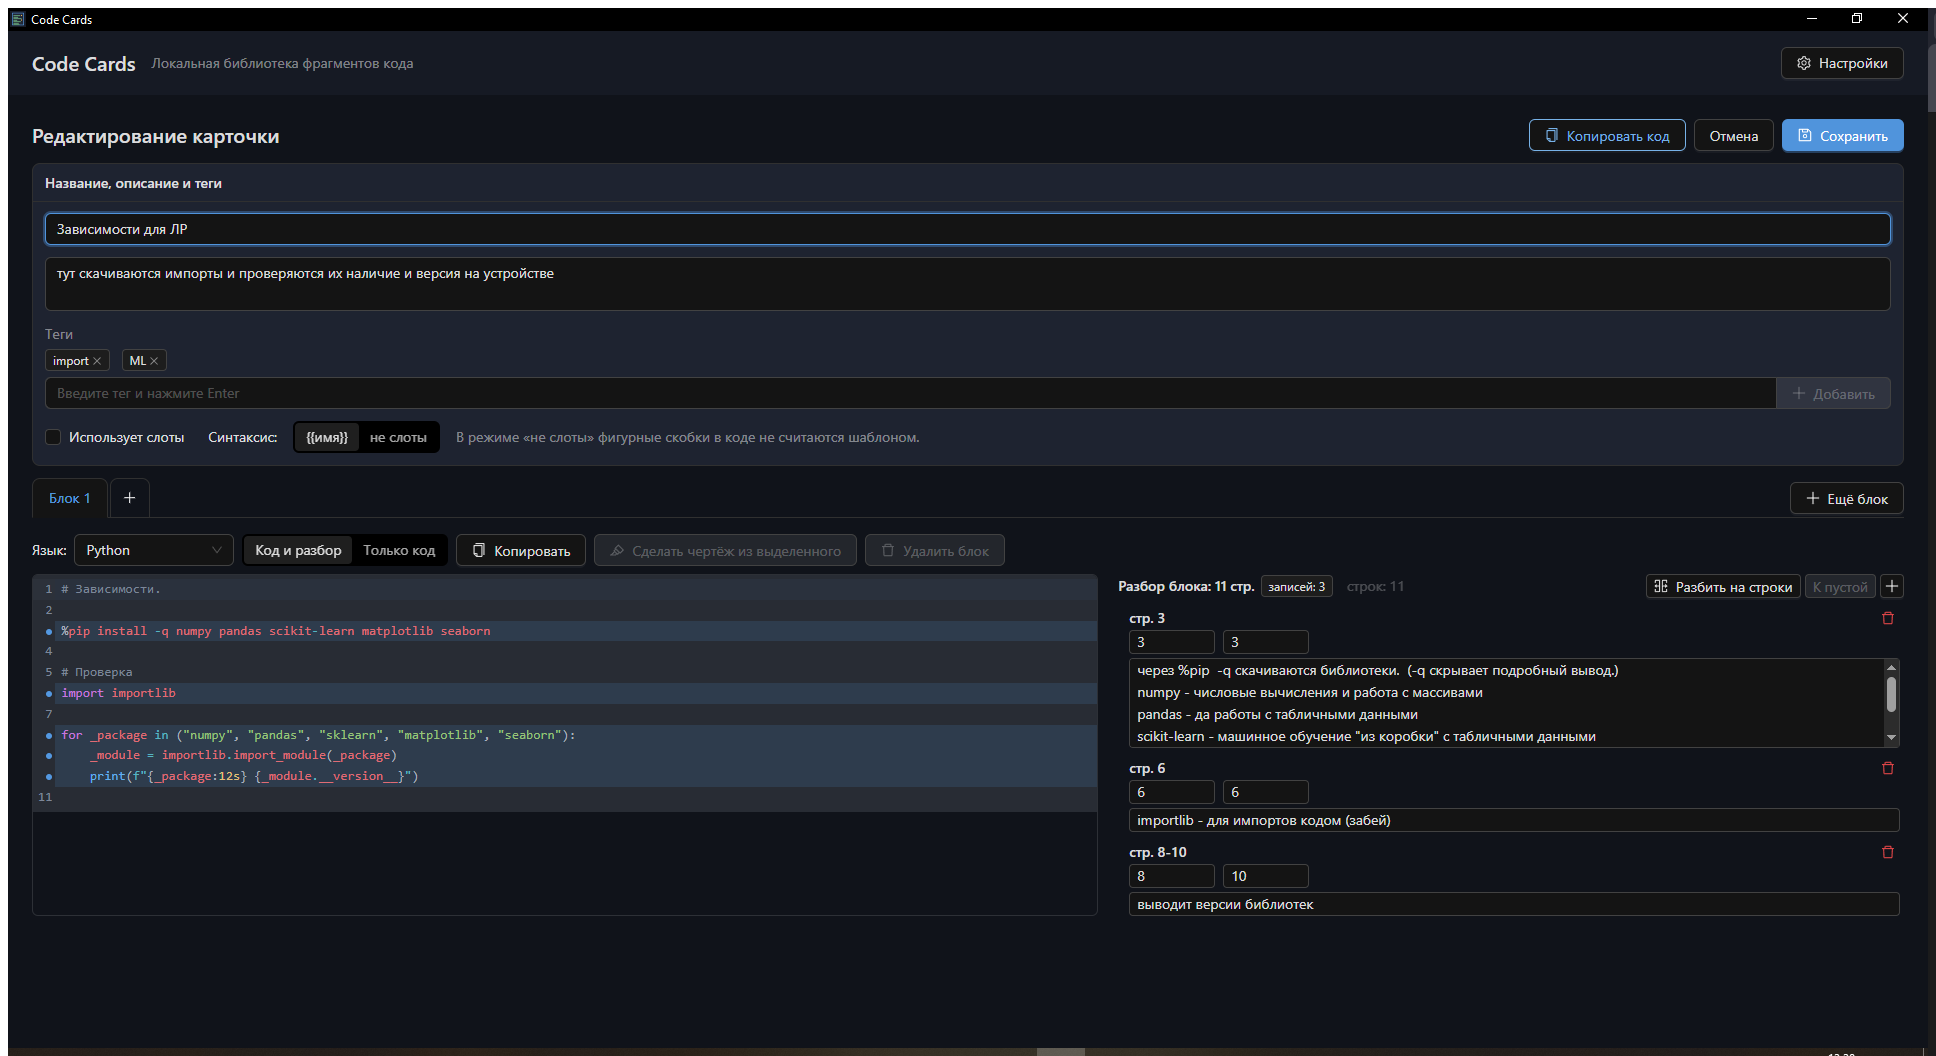 Code Cards
Code Cards Локальная библиотека фрагментов кода Настройки
Редактирование карточки Копировать код Отмена Сохранить
Название, описание и теги
Зависимости для ЛР
тут скачиваются импорты и проверяются их наличие и версия на устройстве
Теги
import ML
Введите тег и нажмите Enter + Добавить
Использует слоты Синтаксис: {{имя}} не слоты В режиме «не слоты» фигурные скобки в коде не считаются шаблоном.
Блок 1 + + Ещё блок
Язык: Python Код и разбор Только код Копировать Сделать чертёж из выделенного Удалить блок
1 # Зависимости.
2
%pip install -q numpy pandas scikit-learn matplotlib seaborn
4
5 # Проверка
import importlib
7
for _package in ("numpy", "pandas", "sklearn", "matplotlib", "seaborn"):
_module = importlib.import_module(_package)
print(f"{_package:12s} {_module.__version__}")
11
Разбор блока: 11 стр. записей: 3 строк: 11 Разбить на строки К пустой +
стр. 3
3 3
через %pip  -q скачиваются библиотеки.  (-q скрывает подробный вывод.)
numpy - числовые вычисления и работа с массивами
pandas - да работы с табличными данными
scikit-learn - машинное обучение "из коробки" с табличными данными
стр. 6
6 6
importlib - для импортов кодом (забей)
стр. 8-10
8 10
выводит версии библиотек